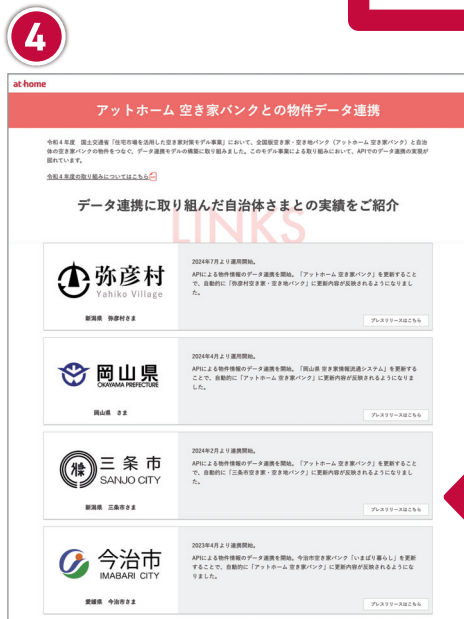 4
at home
アットホーム 空き家バンクとの物件データ連携
令和4年度 国土交通省「住宅市場を活用した空き家対策モデル事業」において、全国版空き家・空き地バンク（アットホーム 空き家バンク）と自治
体の空き家バンクの物件をつなぐ、データ連携モデルの構築に取り組みました。このモデル事業による取り組みにおいて、APIでのデータ連携の実現が
図れています。
令和4年度の取り組みについてはこちら
データ連携に取り組んだ自治体さまとの実績をご紹介
LINKS
弥彦村
Yahiko Village
新潟県 弥彦村さま
2024年7月より運用開始。
APIによる物件情報のデータ連携を開始。「アットホーム 空き家バンク」を更新すること
で、自動的に「弥彦村空き家・空き地バンク」に更新内容が反映されるようになりまし
た。
プレスリリースはこちら
岡山県
OKAYAMA PREFECTURE
岡山県 さま
2024年4月より運用開始。
APIによる物件情報のデータ連携を開始。「岡山県 空き家情報流通システム」を更新する
ことで、自動的に「アットホーム 空き家バンク」に更新内容が反映されるようになりま
した。
プレスリリースはこちら
三条市
SANJO CITY
新潟県 三条市さま
2024年2月より連携開始。
APIによる物件情報のデータ連携を開始。「アットホーム 空き家バンク」を更新すること
で、自動的に「三条市空き家・空き地バンク」に更新内容が反映されるようになりまし
た。
プレスリリースはこちら
今治市
IMABARI CITY
愛媛県 今治市さま
2023年4月より連携開始。
APIによる物件情報のデータ連携を開始。今治市空き家バンク「いまばり暮らし」を更新
することで、自動的に「アットホーム 空き家バンク」に更新内容が反映されるようにな
りました。
プレスリリースはこちら